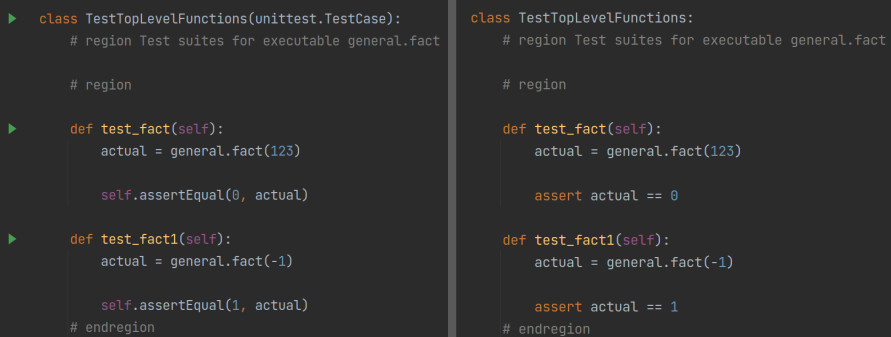 class TestTopLevelFunctions(unittest.TestCase):
# region Test suites for executable general.fact
# region
def test_fact(self):
actual = general.fact(123)
self.assertEqual(0, actual)
def test_fact1(self):
actual = general.fact(-1)
self.assertEqual(1, actual)
# endregion
class TestTopLevelFunctions:
# region Test suites for executable general.fact
# region
def test_fact(self):
actual = general.fact(123)
assert actual == 0
def test_fact1(self):
actual = general.fact(-1)
assert actual == 1
# endregion